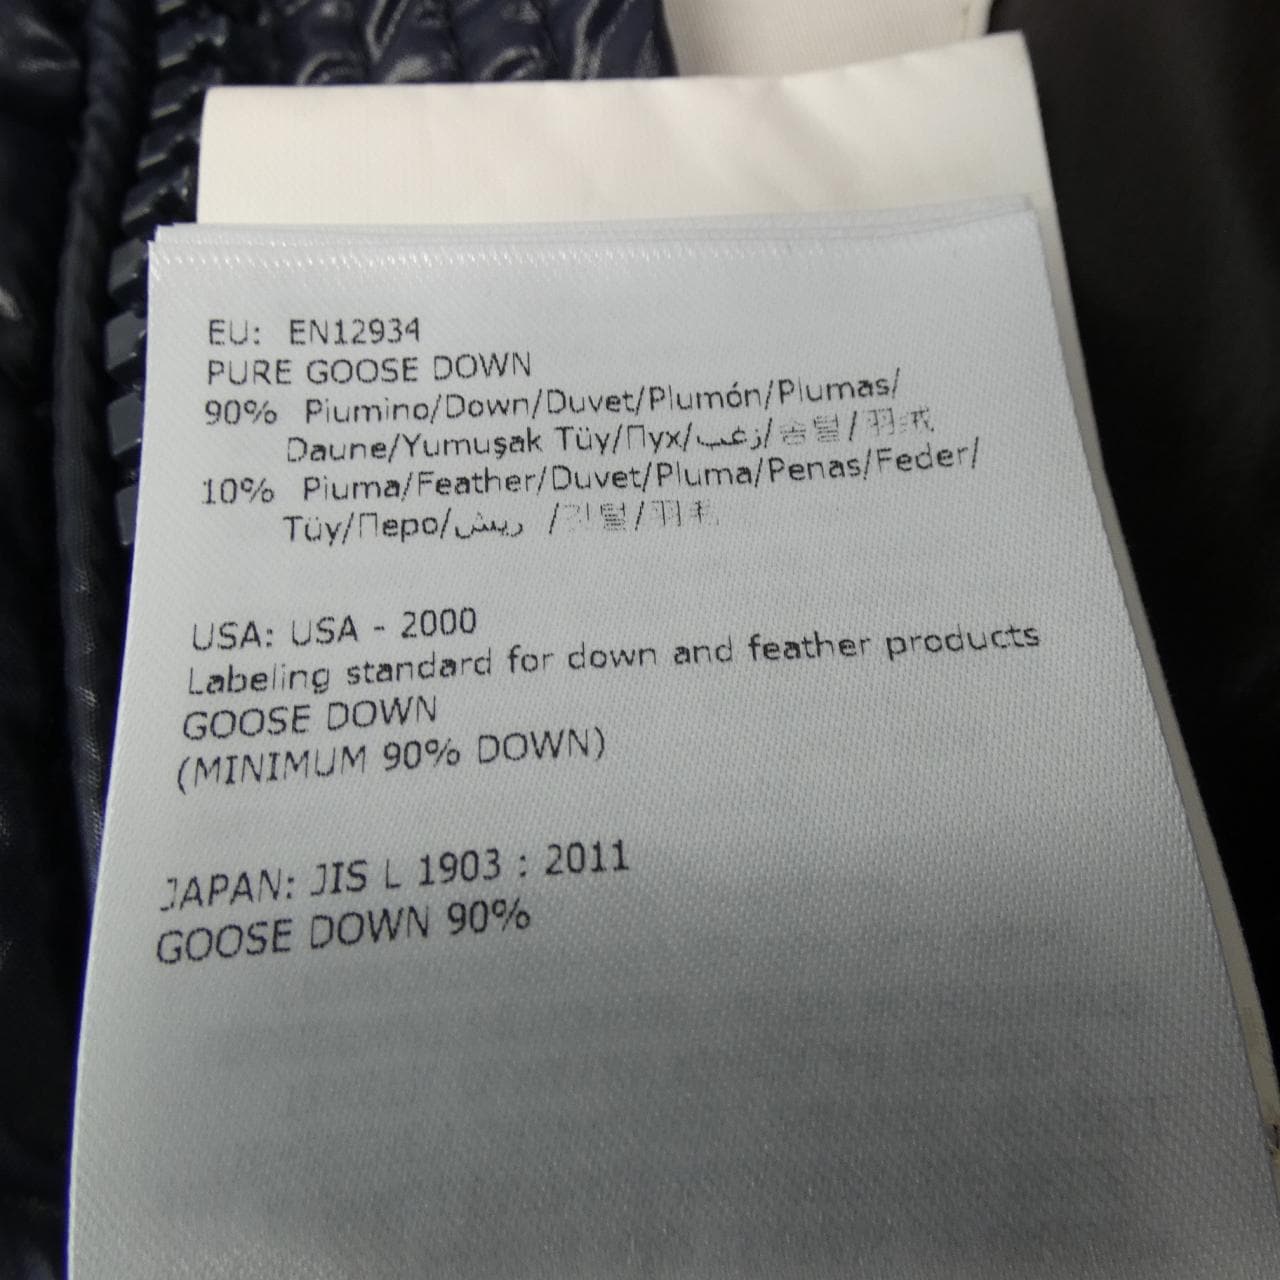 EU: EN12934
PURE GOOSE DOWN
90% Piumino/Down/Duvet/Plumón/Plumas/
Daune/Yumuşak Tüy/Пух/زغب/솜털/羽绒
10% Piuma/Feather/Duvet/Pluma/Penas/Feder/
Tüy/Перо/ريش /깃털/羽毛
USA: USA - 2000
Labeling standard for down and feather products
GOOSE DOWN
(MINIMUM 90% DOWN)
JAPAN: JIS L 1903 : 2011
GOOSE DOWN 90%